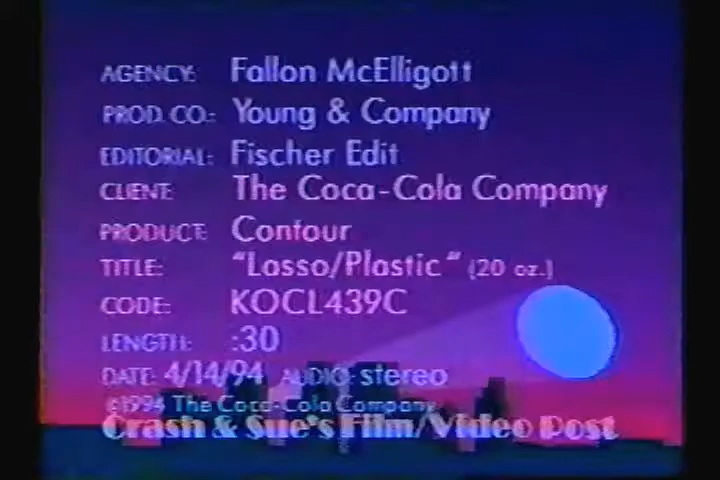 AGENCY: Fallon McElligott
PROD. CO.: Young & Company
EDITORIAL: Fischer Edit
CLIENT: The Coca-Cola Company
PRODUCT: Contour
TITLE: "Lasso/Plastic" (20 oz.)
CODE: KOCL439C
LENGTH: :30
DATE: 4/14/94 AUDIO: stereo
©1994 The Coca-Cola Company
Crash & Sue's Film/Video Post